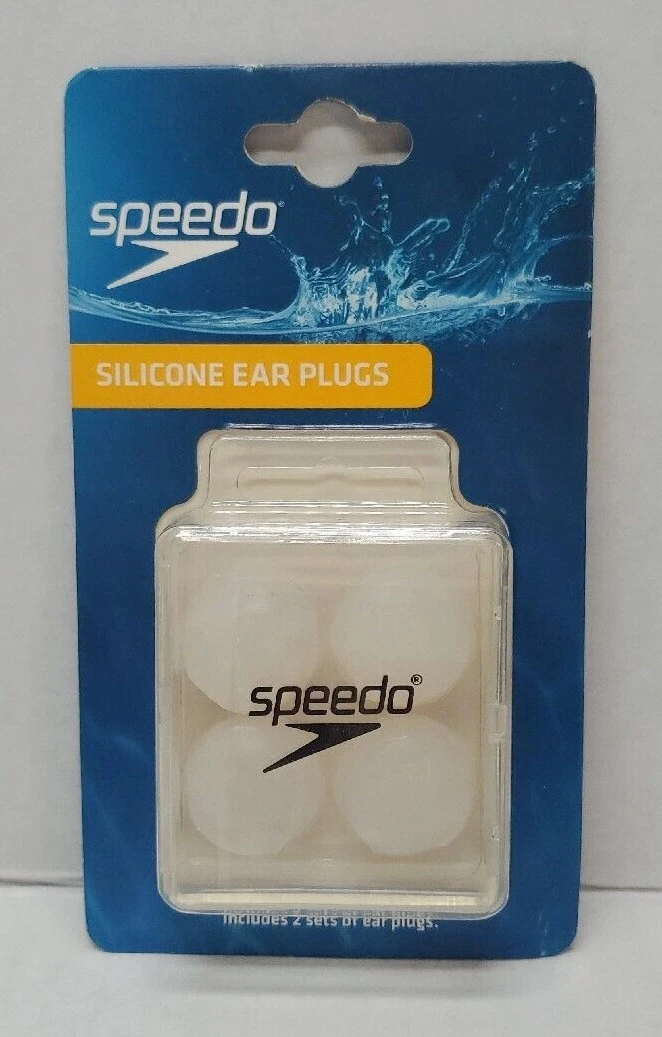 speedo®
SILICONE EAR PLUGS
speedo®
Includes 2 sets of ear plugs.